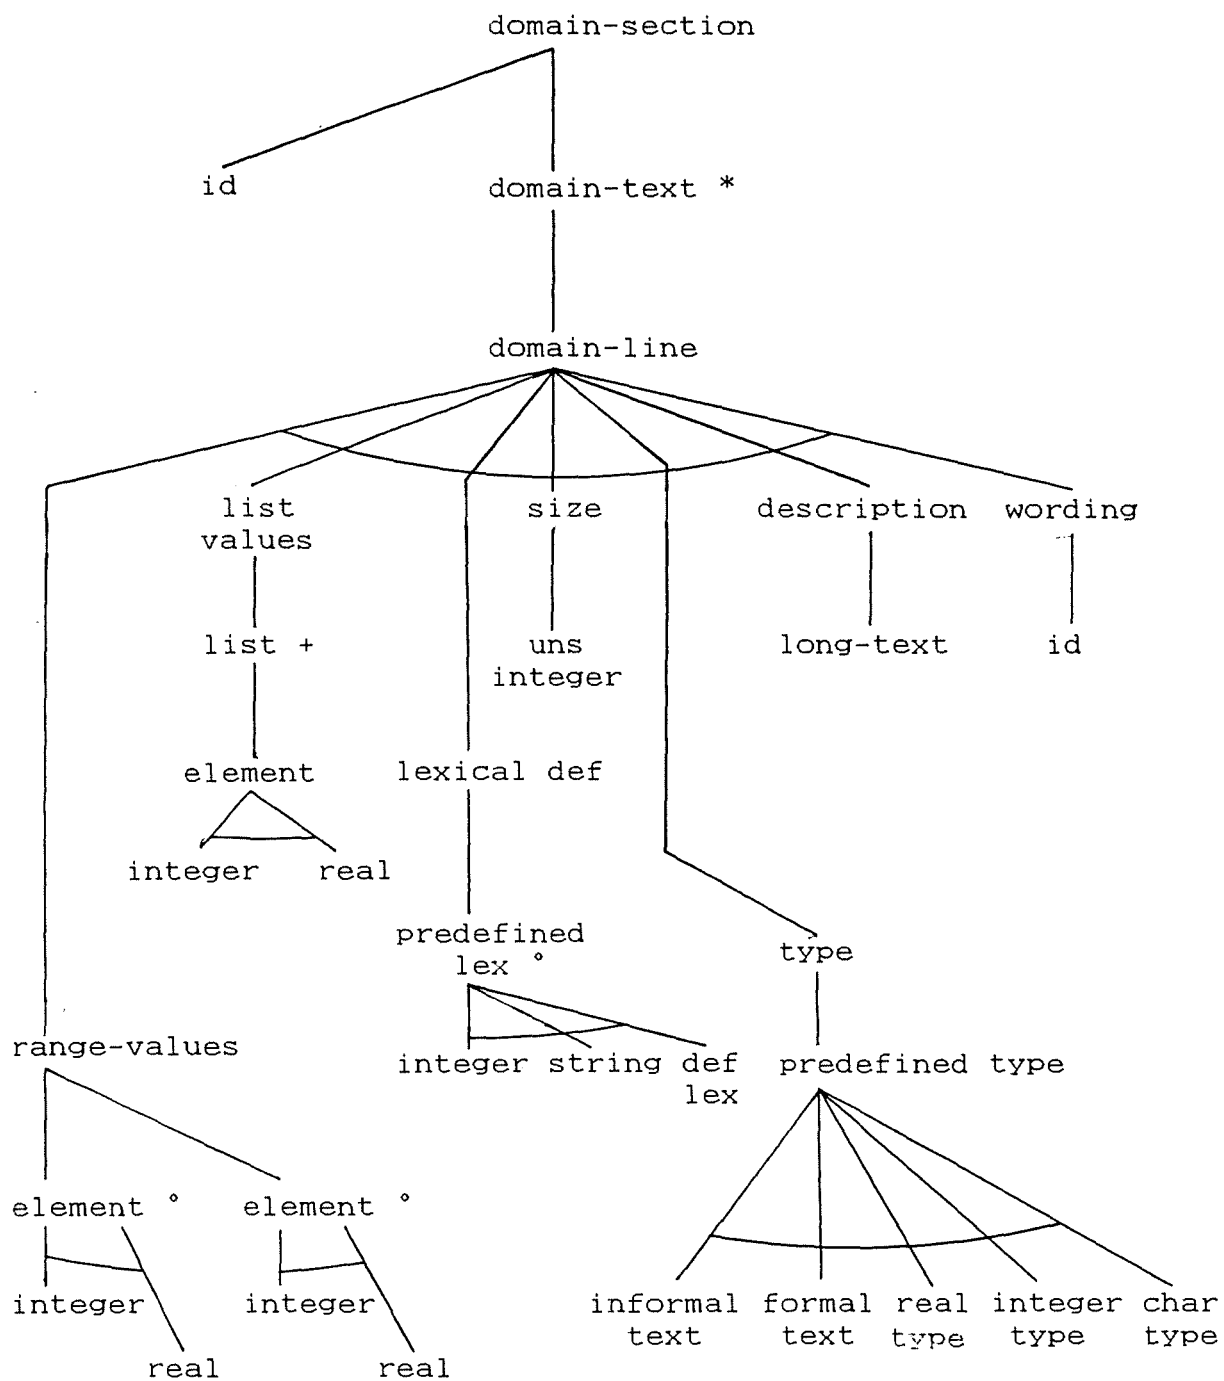 domain-section
id
domain-text *
domain-line
list
values
size
description
wording
list +
uns
integer
long-text
id
element
lexical def
integer
real
predefined
lex °
type
range-values
integer string def
lex
predefined type
element °
element °
integer
integer
informal
text
formal
text
real
type
integer
type
char
type
real
real